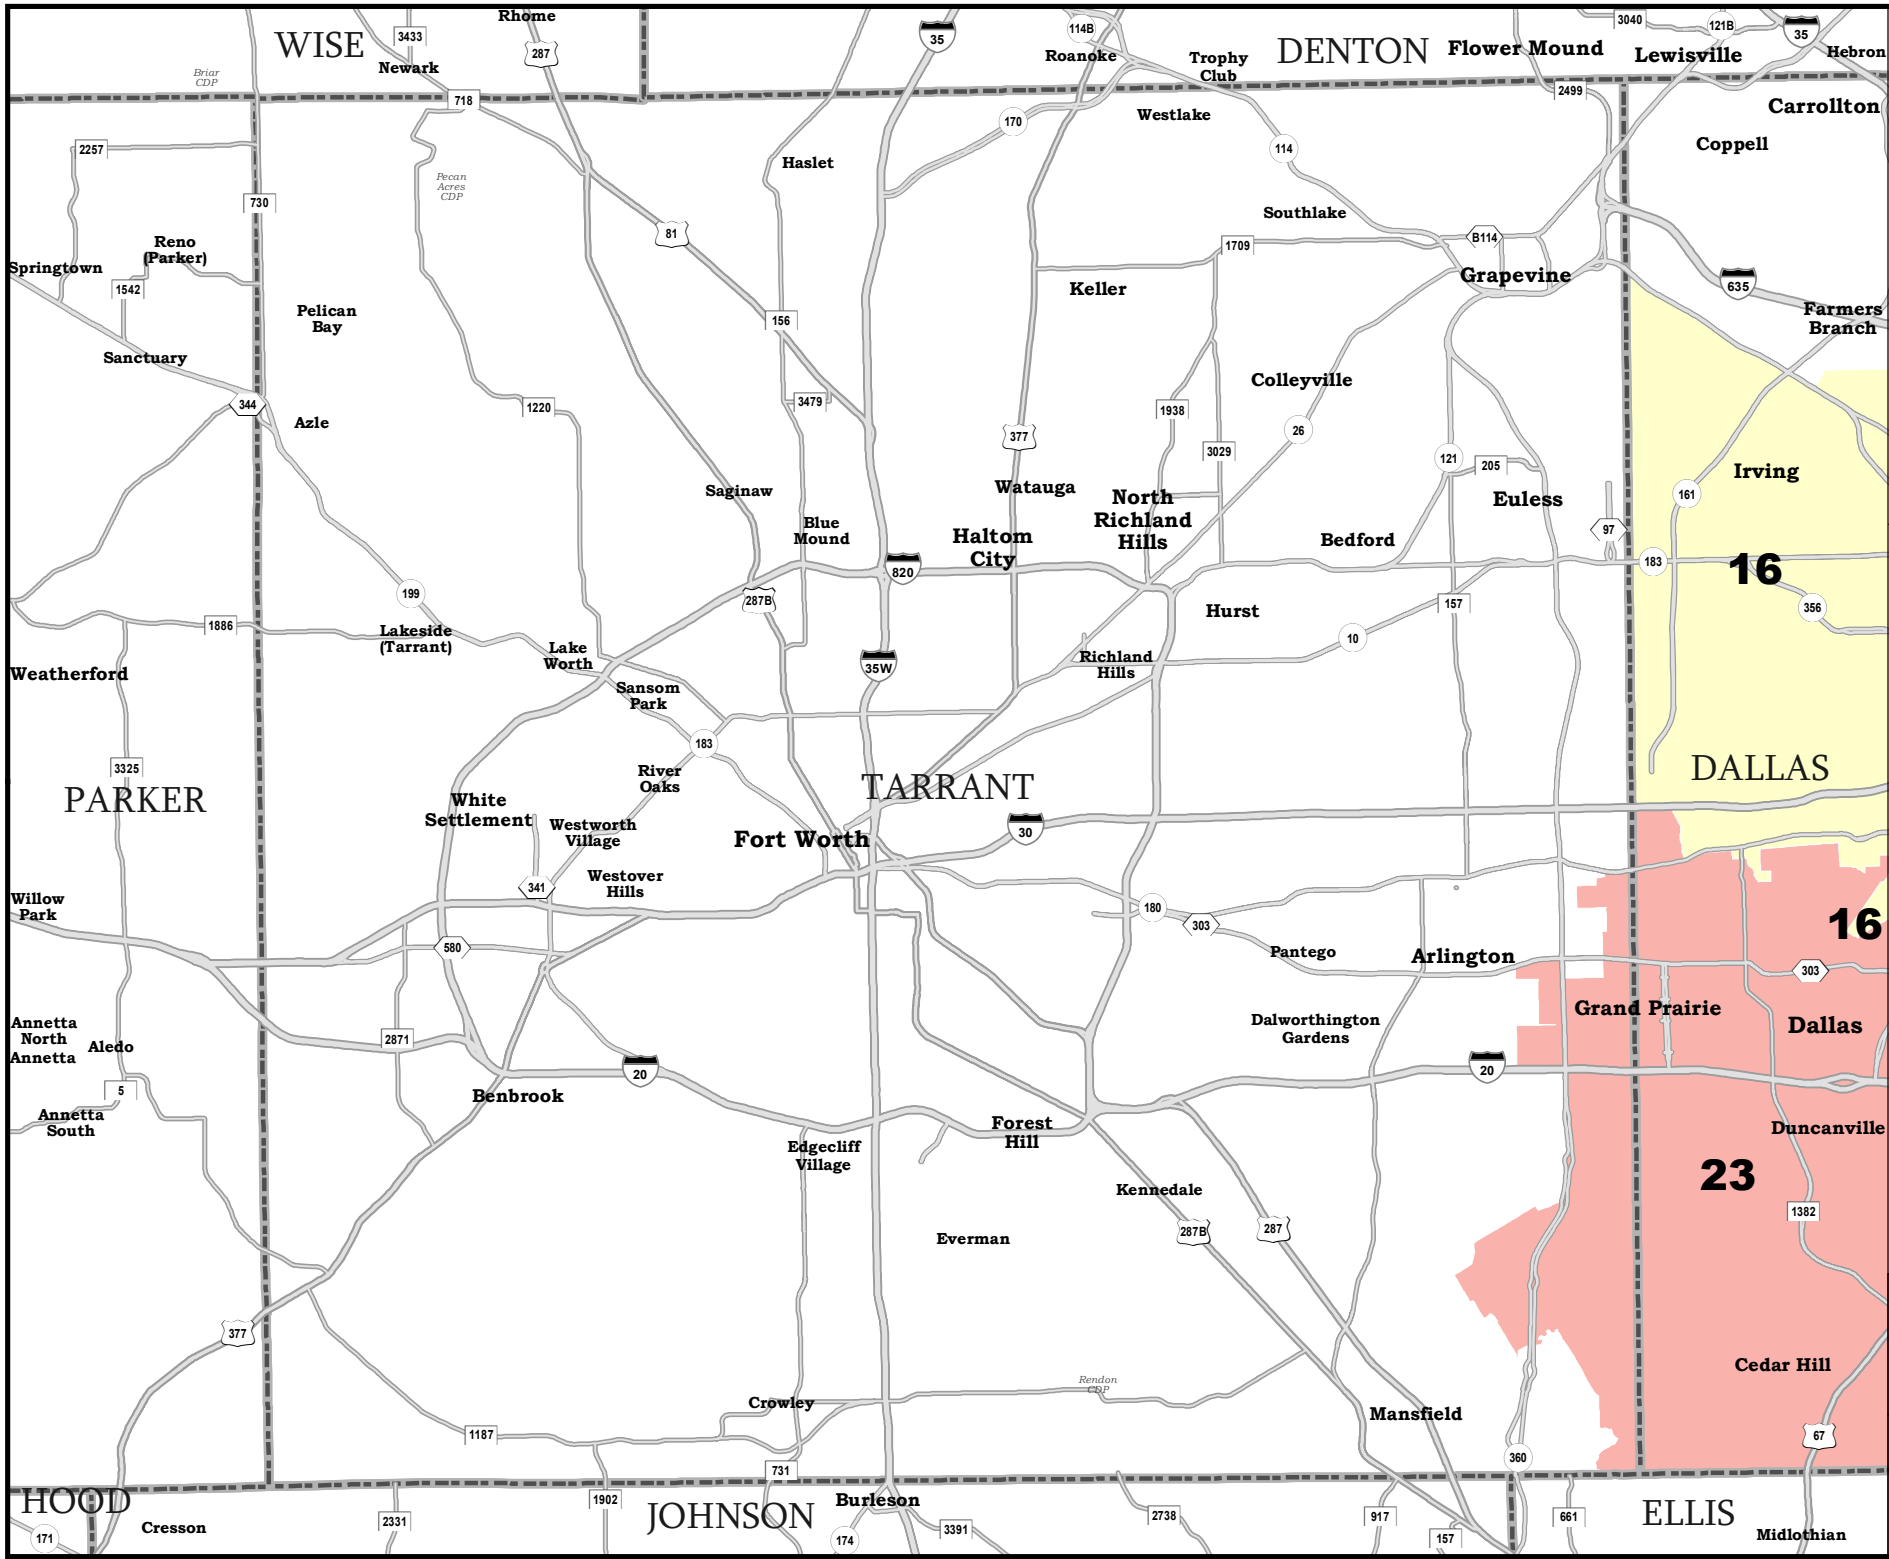 Rhome
3433
WISE
287
Newark
Briar
CDP
718
35
114B
Roanoke
Trophy
Club
DENTON
Flower Mound
3040
121B
35
Lewisville
Hebron
2499
Carrollton
170
Westlake
Coppell
2257
114
Haslet
Pecan
Acres
CDP
730
Southlake
81
B114
1709
Reno
(Parker)
Springtown
1542
Keller
Grapevine
635
Pelican
Bay
156
Farmers
Branch
Sanctuary
Colleyville
344
Azle
1220
3479
1938
26
377
3029
121
205
Irving
161
Saginaw
Watauga
North
Richland
Hills
Euless
Blue
Mound
Haltom
City
Bedford
97
820
183
16
199
287B
157
356
Hurst
1886
Lakeside
(Tarrant)
10
Lake
Worth
35W
Richland
Hills
Weatherford
Sansom
Park
183
3325
River
Oaks
TARRANT
DALLAS
PARKER
White
Settlement
Westworth
Village
Fort Worth
30
341
Westover
Hills
Willow
Park
180
303
16
580
Pantego
Arlington
303
Grand Prairie
Annetta
North
Annetta
Aledo
2871
Dalworthington
Gardens
Dallas
20
20
5
Benbrook
Annetta
South
Forest
Hill
Duncanville
Edgecliff
Village
23
Kennedale
1382
287B
287
Everman
377
Cedar Hill
Rendon
CDP
Crowley
Mansfield
1187
67
731
360
HOOD
1902
JOHNSON
Burleson
ELLIS
171
Cresson
2331
174
3391
2738
917
157
661
Midlothian